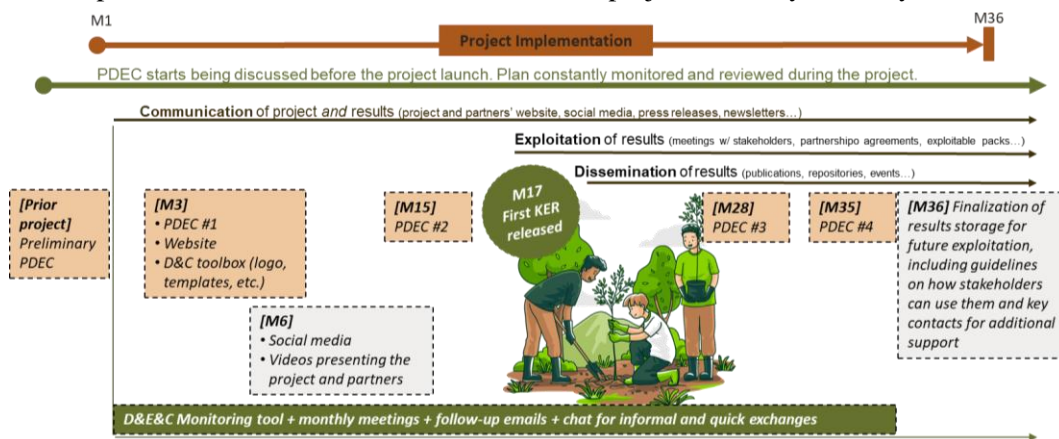 M1
M36
Project Implementation
PDEC starts being discussed before the project launch. Plan constantly monitored and reviewed during the project.
Communication of project and results (project and partners' website, social media, press releases, newsletters…)
Exploitation of results (meetings w/ stakeholders, partnershipo agreements, exploitable packs…)
Dissemination of results (publications, repositories, events…)
[Prior
project]
Preliminary
PDEC
[M3]
• PDEC #1
• Website
• D&C toolbox (logo,
templates, etc.)
[M6]
• Social media
• Videos presenting the
project and partners
[M15]
PDEC #2
M17
First KER
released
[M28]
PDEC #3
[M35]
PDEC #4
[M36] Finalization of
results storage for
future exploitation,
including guidelines
on how stakeholders
can use them and key
contacts for additional
support
D&E&C Monitoring tool + monthly meetings + follow-up emails + chat for informal and quick exchanges